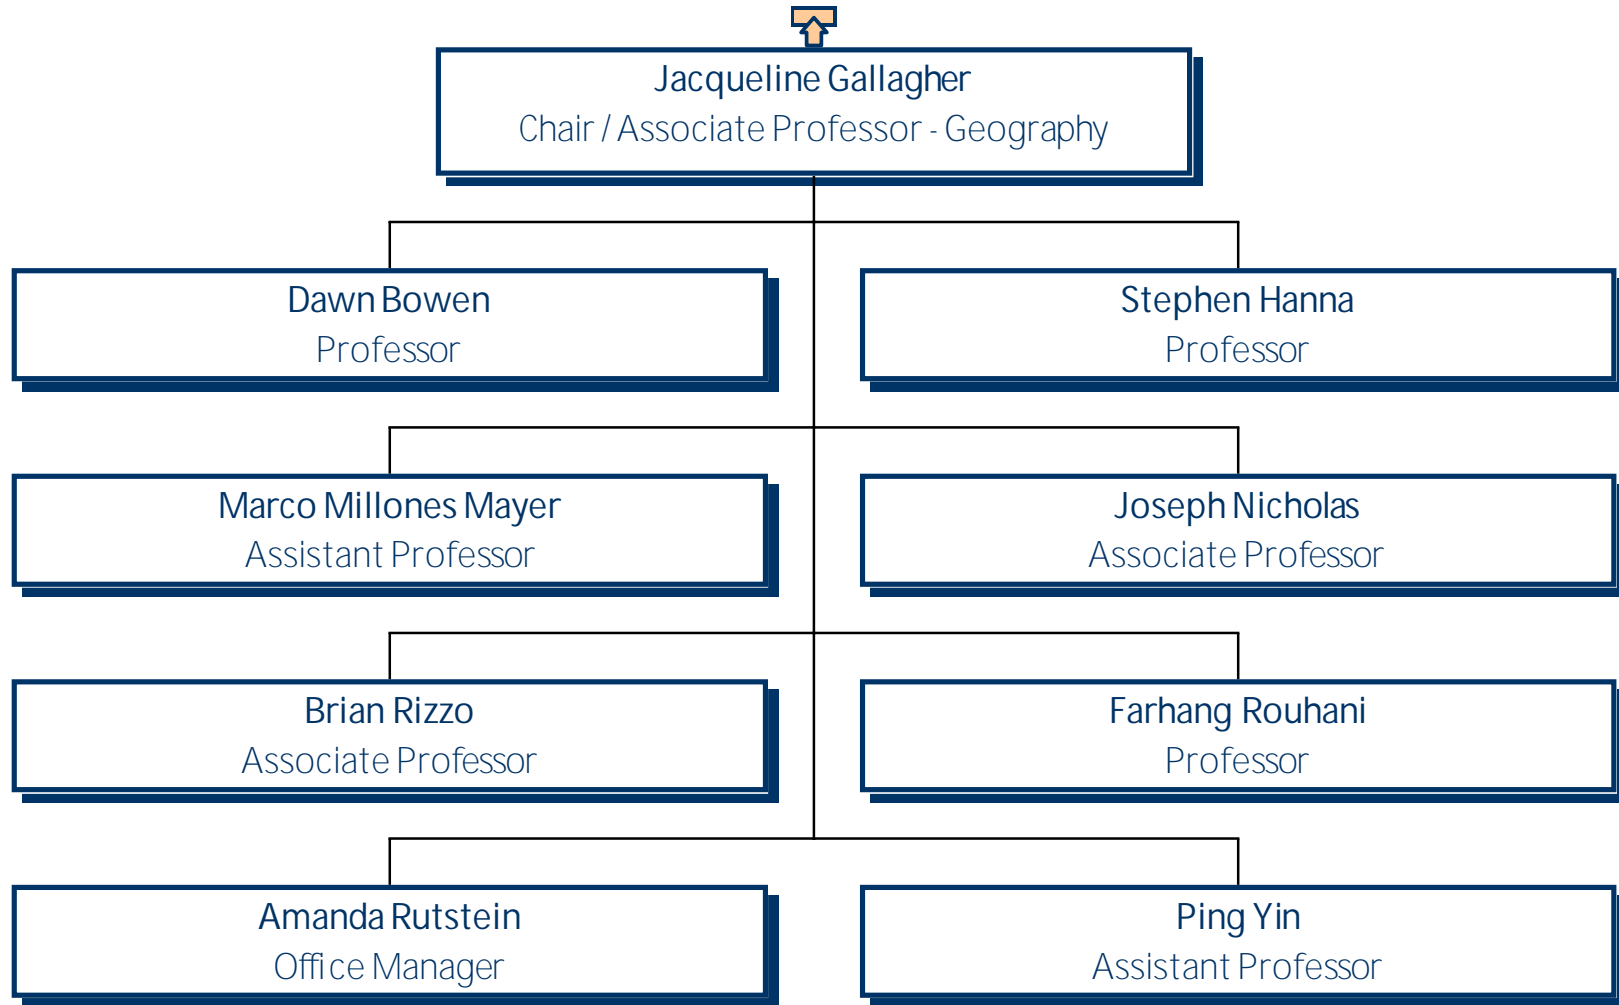 Jacqueline Gallagher
Chair / Associate Professor - Geography
Dawn Bowen
Professor
Stephen Hanna
Professor
Marco Millones Mayer
Assistant Professor
Joseph Nicholas
Associate Professor
Brian Rizzo
Associate Professor
Farhang Rouhani
Professor
Amanda Rutstein
Office Manager
Ping Yin
Assistant Professor